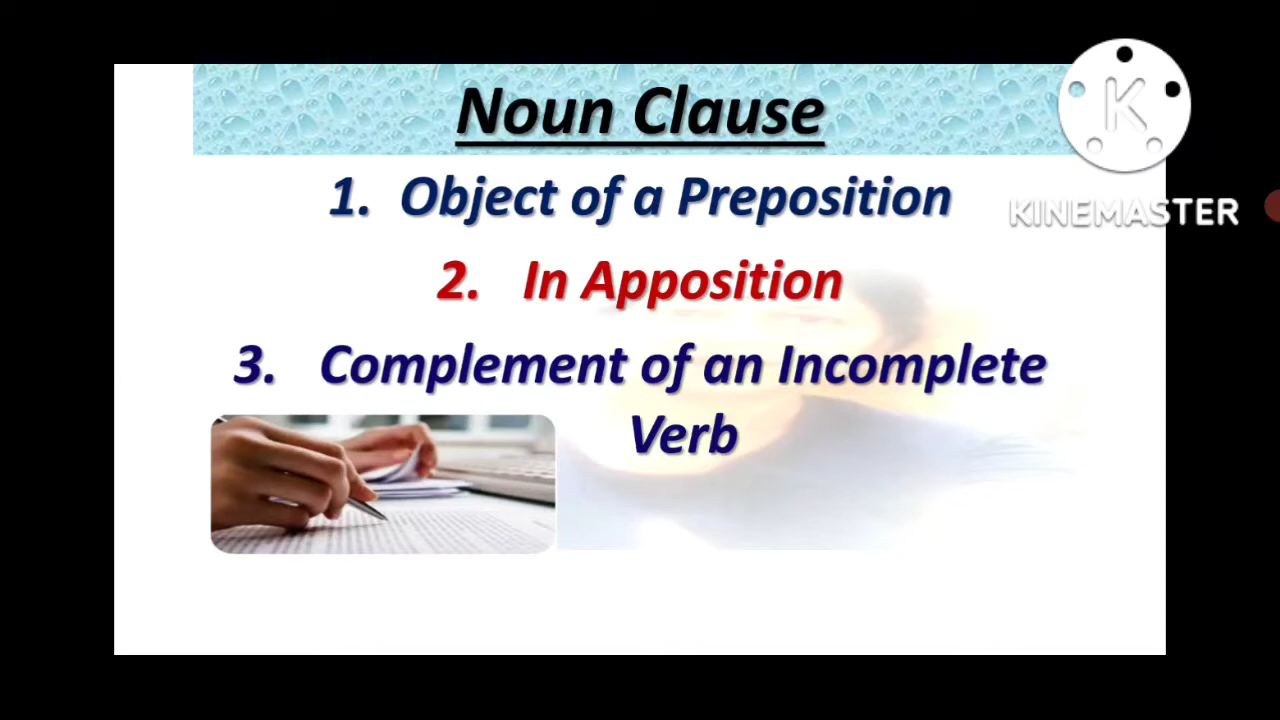 Noun Clause
1. Object of a Preposition
2. In Apposition
3. Complement of an Incomplete
Verb
K
KINEMASTER